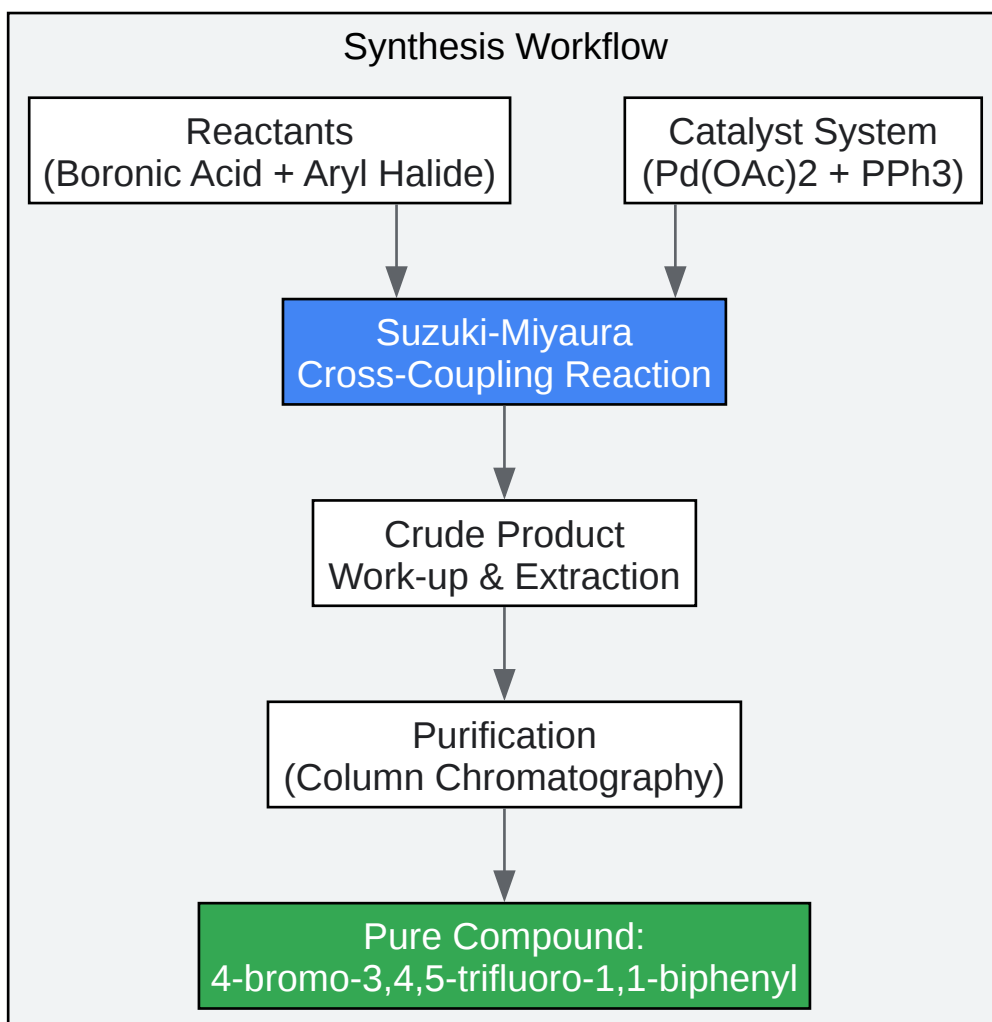 Synthesis Workflow
Reactants
(Boronic Acid + Aryl Halide)
Catalyst System
(Pd(OAc)2 + PPh3)
Suzuki-Miyaura
Cross-Coupling Reaction
Crude Product
Work-up & Extraction
Purification
(Column Chromatography)
Pure Compound:
4-bromo-3,4,5-trifluoro-1,1-biphenyl